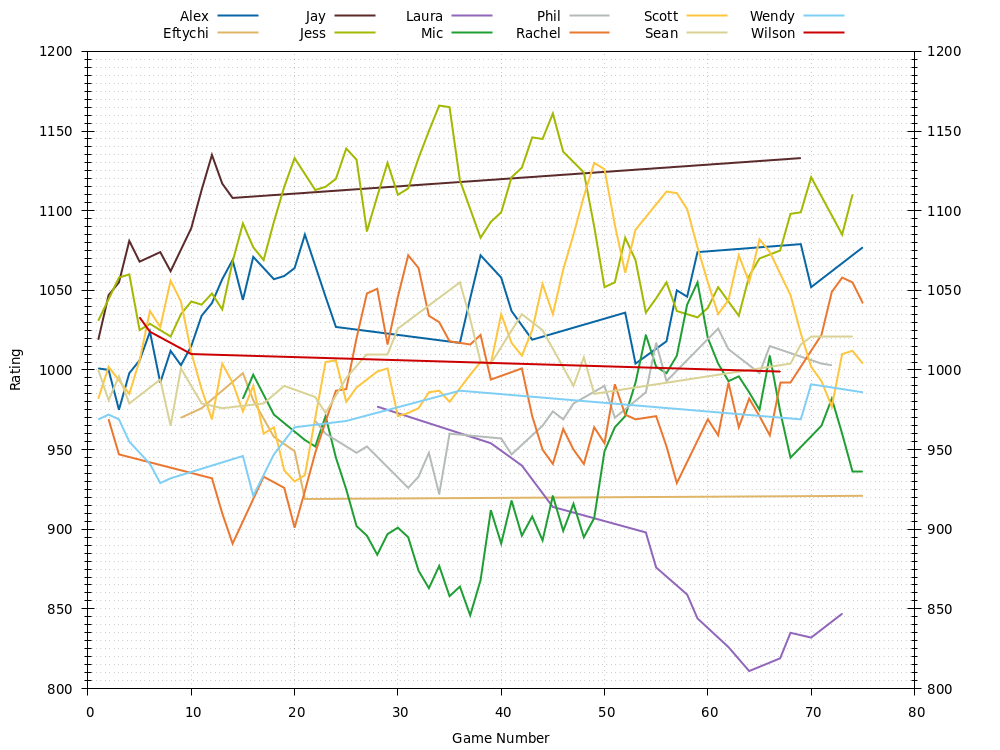 Alex Jay Laura Phil Scott Wendy
Eftychi Jess Mic Rachel Sean Wilson
1200 1200
1150 1150
1100 1100
1050 1050
1000 1000
950 950
900 900
850 850
800 800
Rating
0 10 20 30 40 50 60 70 80
Game Number